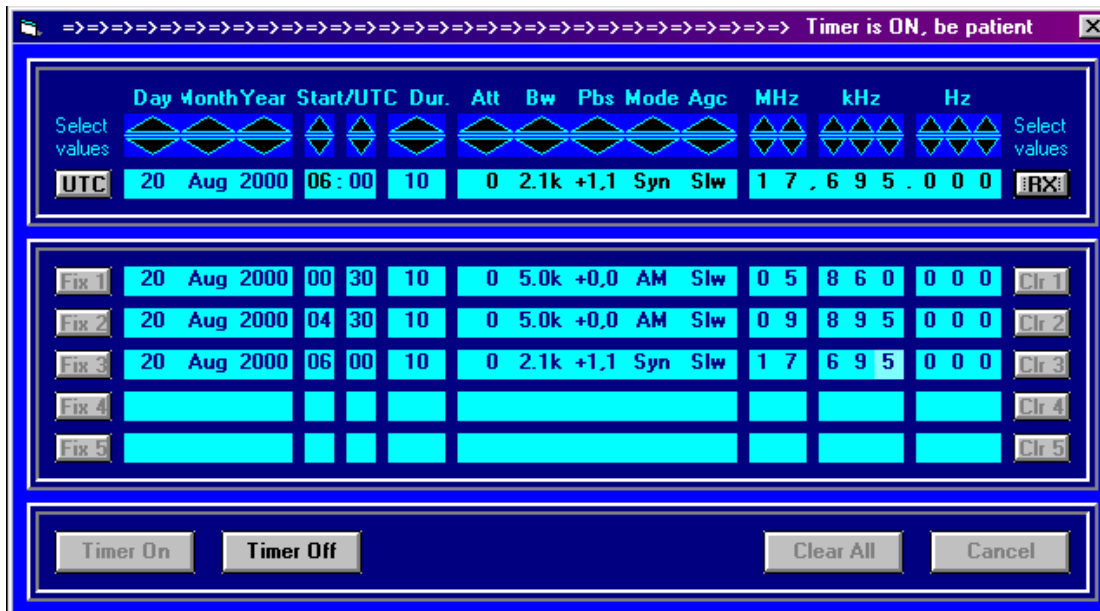 =>=>=>=>=>=>=>=>=>=>=>=>=>=>=>=>=>=>=>=>=>=>=>=>=>=>=>=>=> Timer is ON, be patient
Day Month Year Start/UTC Dur. Att Bw Pbs Mode Agc MHz kHz Hz
Select values Select values
UTC 20 Aug 2000 06:00 10 0 2.1k +1,1 Syn Slw 1 7 , 6 9 5 . 0 0 0 RX
Fix 1 20 Aug 2000 00 30 10 0 5.0k +0,0 AM Slw 0 5 8 6 0 0 0 0 Clr 1
Fix 2 20 Aug 2000 04 30 10 0 5.0k +0,0 AM Slw 0 9 8 9 5 0 0 0 Clr 2
Fix 3 20 Aug 2000 06 00 10 0 2.1k +1,1 Syn Slw 1 7 6 9 5 0 0 0 Clr 3
Fix 4 Clr 4
Fix 5 Clr 5
Timer On Timer Off Clear All Cancel